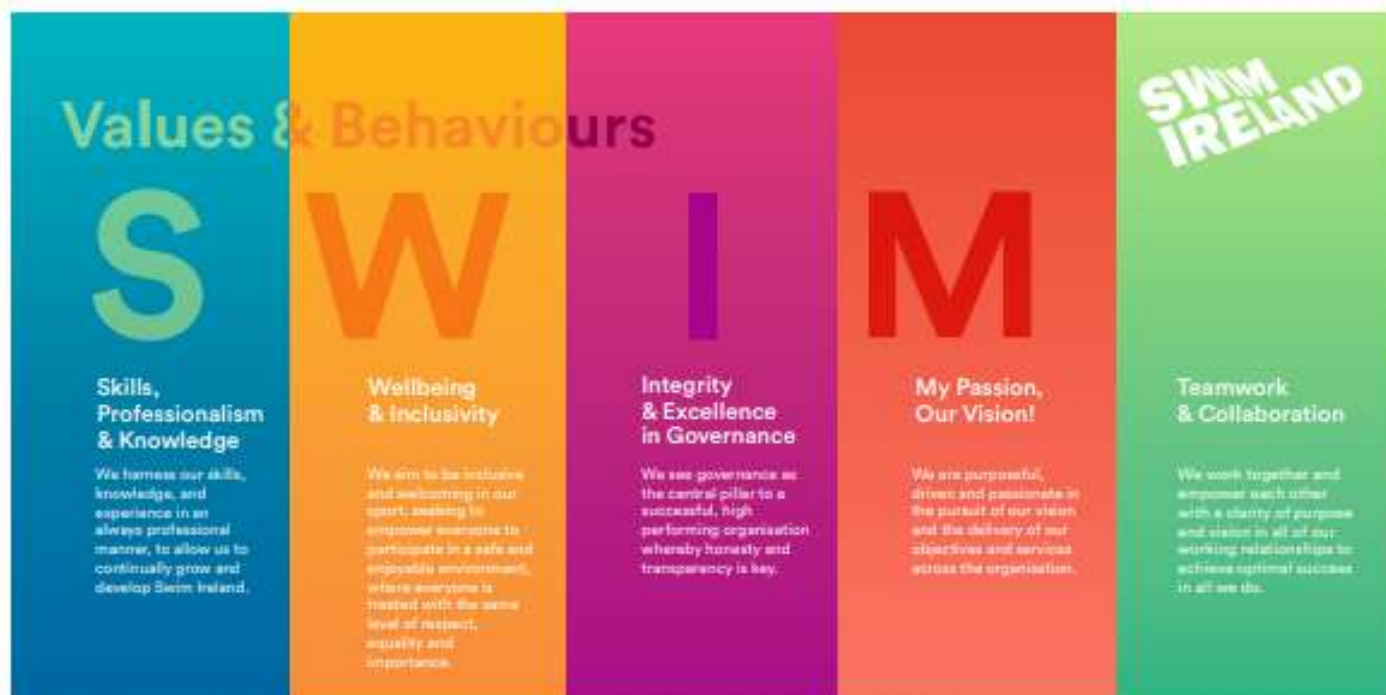 Values & Behaviours
SWIM
IRELAND
S
Skills,
Professionalism
& Knowledge
We harness our skills,
knowledge, and
experience in an
always professional
manner, to allow us to
continually grow and
develop Swim Ireland.
W
Wellbeing
& Inclusivity
We aim to be inclusive
and welcoming in our
sport, seeking to
empower everyone to
participate in a safe and
enjoyable environment,
where everyone is
treated with the same
level of respect,
equality and
importance.
I
Integrity
& Excellence
in Governance
We see governance as
the central pillar to a
successful, high
performing organisation
whereby honesty and
transparency is key.
M
My Passion,
Our Vision!
We are purposeful,
driven and passionate in
the pursuit of our vision
and the delivery of our
objectives and services
across the organisation.
Teamwork
& Collaboration
We work together and
empower each other
with a clarity of purpose
and vision in all of our
working relationships to
achieve optimal success
in all we do.